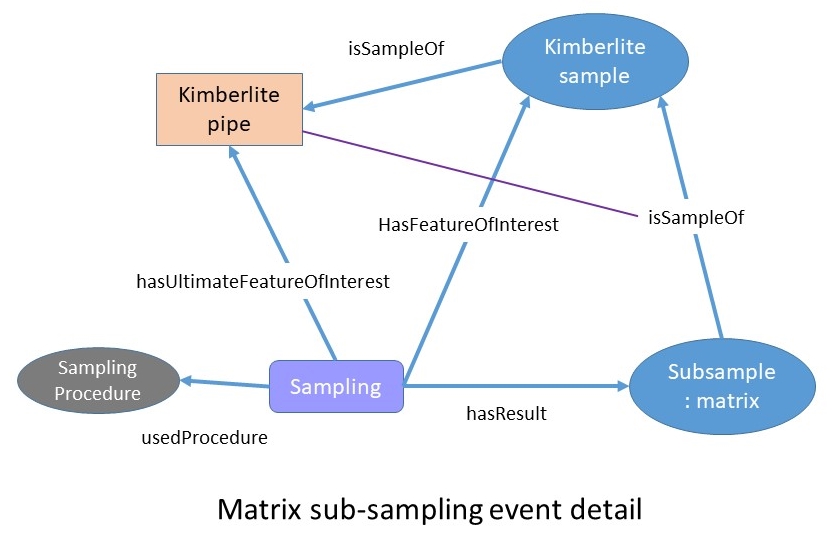 isSampleOf
Kimberlite
sample
Kimberlite
pipe
HasFeatureOfInterest
isSampleOf
hasUltimateFeatureOfInterest
Sampling
Procedure
Sampling
Subsample
: matrix
hasResult
usedProcedure
Matrix sub-sampling event detail